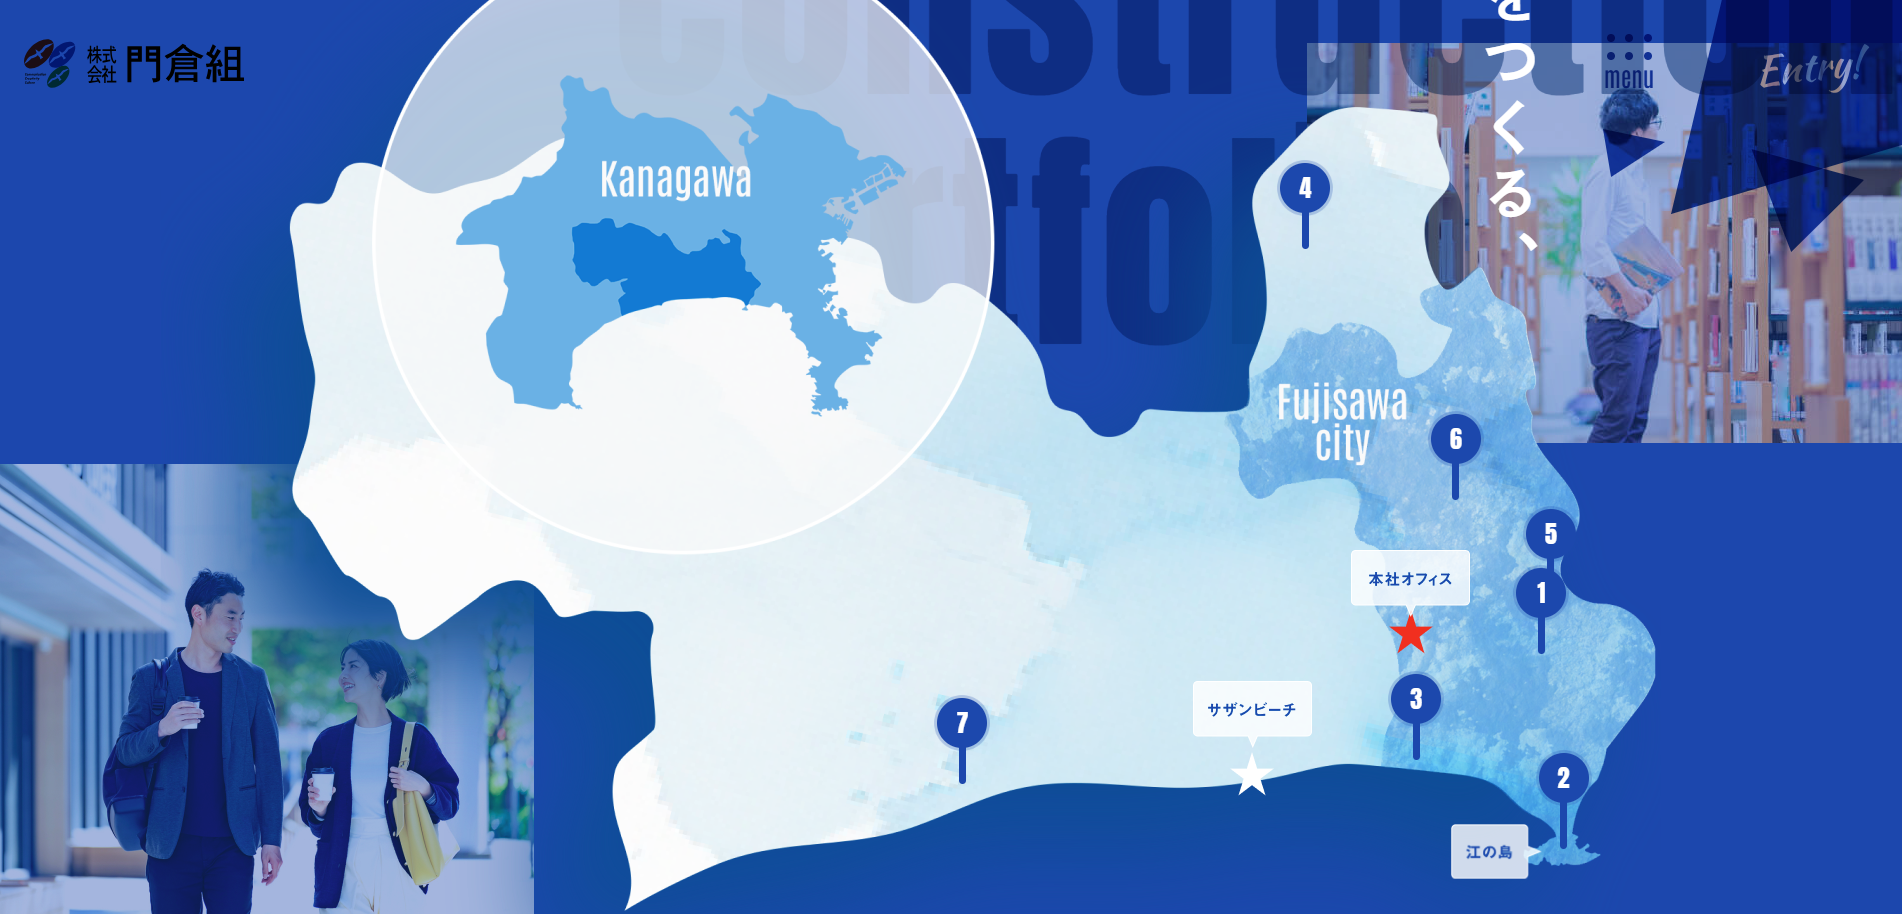 Construction
株式
会社
門倉組
をつくる、
menu
Entry!
Portfolio
Kanagawa
4
Fujisawa
city
6
5
本社オフィス
1
サザンビーチ
3
7
2
江の島